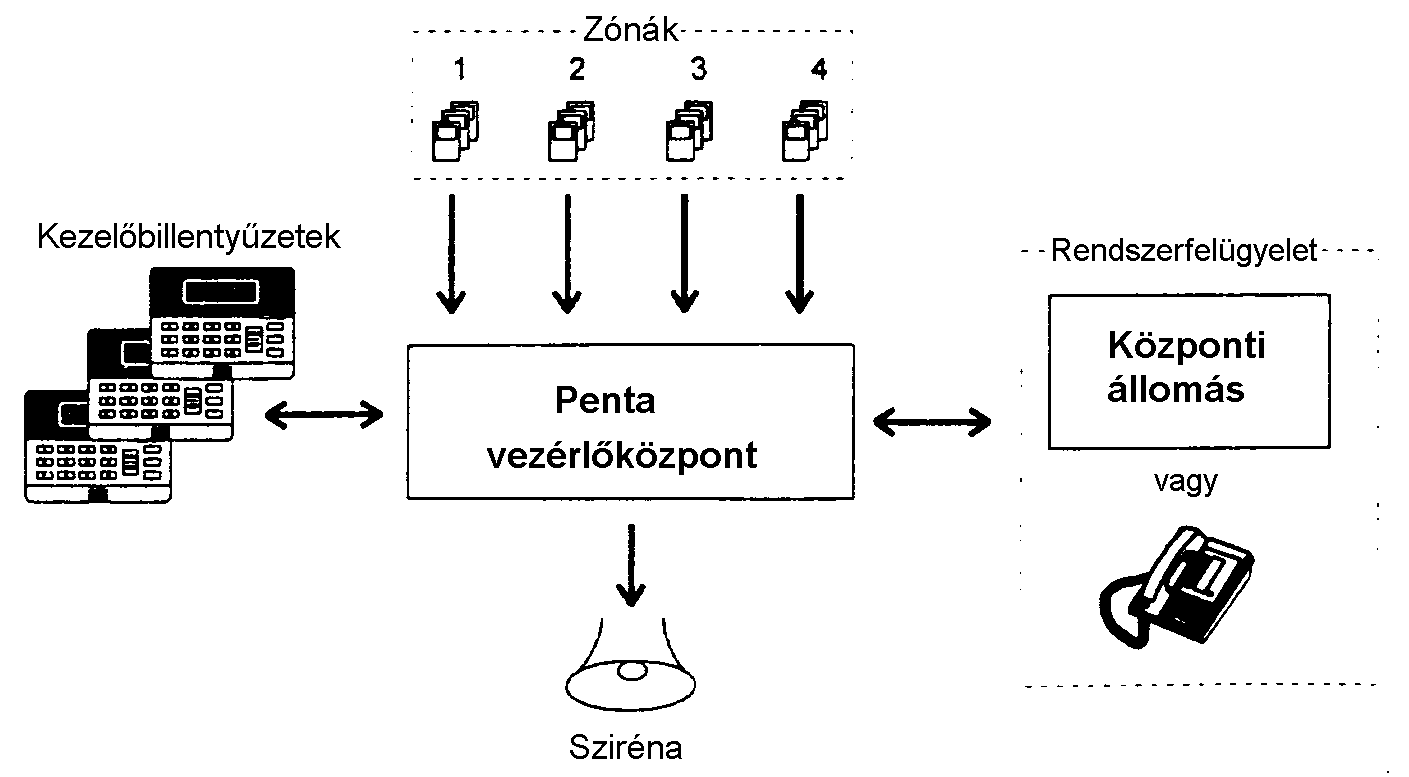 Zónák
1 2 3 4
Kezelőbillentyűzetek
Rendszerfelügyelet
Penta
vezérlőközpont
Központi
állomás
vagy
Sziréna